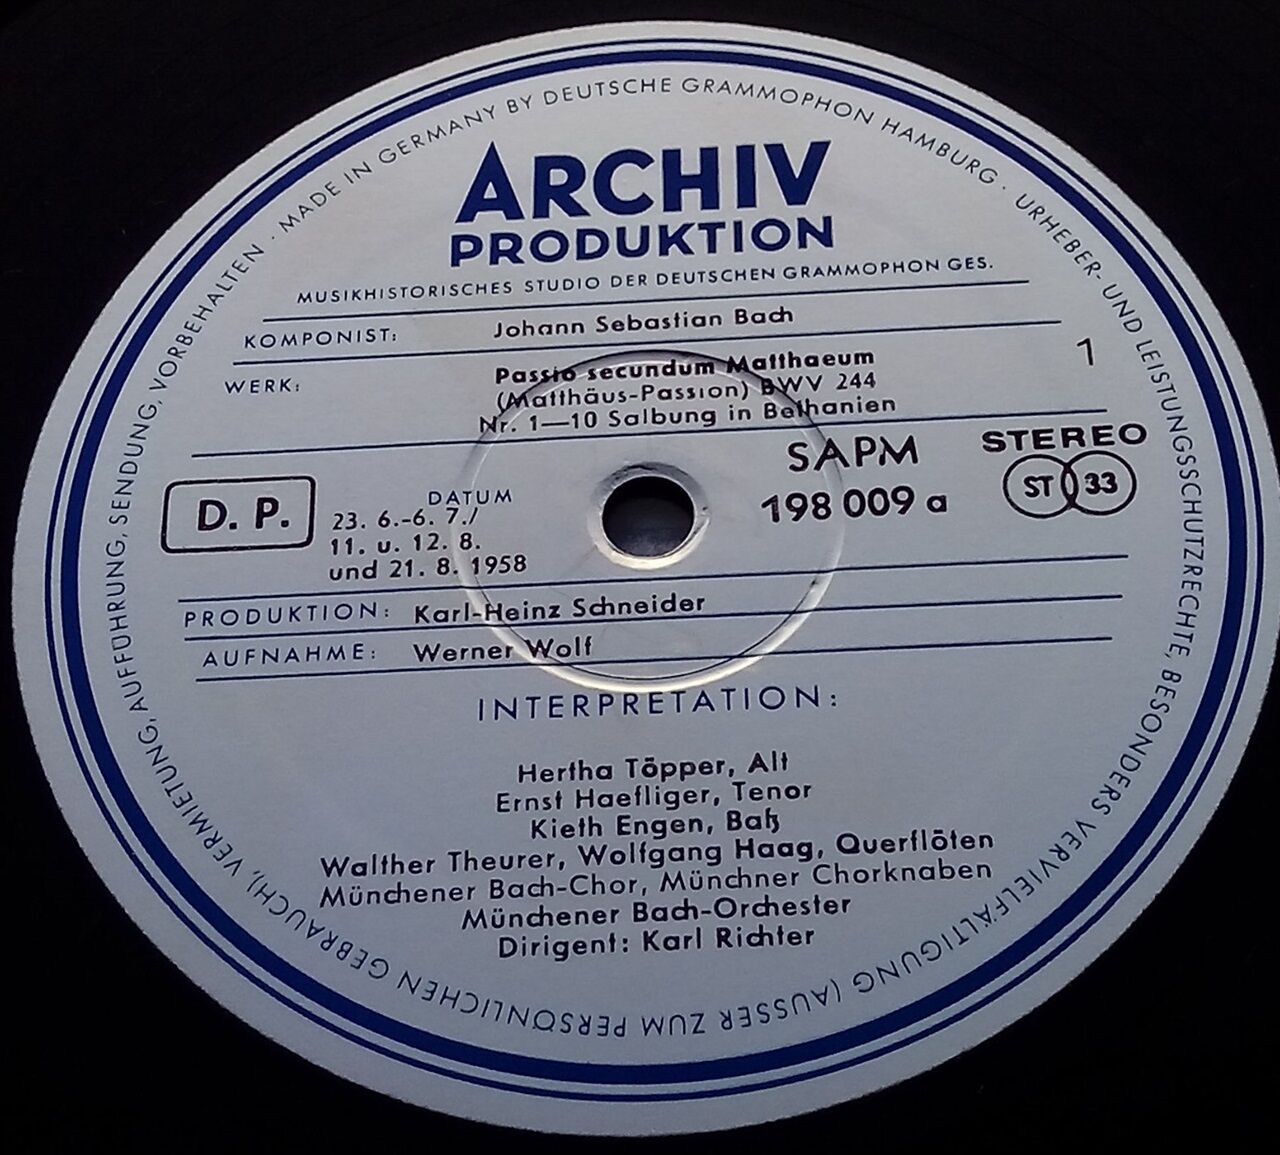 MADE IN GERMANY BY DEUTSCHE GRAMMOPHON HAMBURG · URHEBER- UND LEISTUNGSSCHUTZRECHTE, BESONDERS VERVIELFÄLTIGUNG (AUSSER ZUM PERSÖNLICHEN GEBRAUCH), VERMIETUNG, AUFFÜHRUNG, SENDUNG, VORBEHALTEN ·
ARCHIV
PRODUKTION
MUSIKHISTORISCHES STUDIO DER DEUTSCHEN GRAMMOPHON GES.
KOMPONIST: Johann Sebastian Bach
WERK: Passio secundum Matthaeum 1
(Matthäus-Passion) BWV 244
Nr. 1—10 Salbung in Bethanien
SAPM STEREO
198 009 a ST 33
D. P. DATUM
23. 6.-6. 7./
11. u. 12. 8.
und 21. 8. 1958
PRODUKTION: Karl-Heinz Schneider
AUFNAHME: Werner Wolf
INTERPRETATION:
Hertha Töpper, Alt
Ernst Haefliger, Tenor
Kieth Engen, Baß
Walther Theurer, Wolfgang Haag, Querflöten
Münchener Bach-Chor, Münchner Chorknaben
Münchener Bach-Orchester
Dirigent: Karl Richter